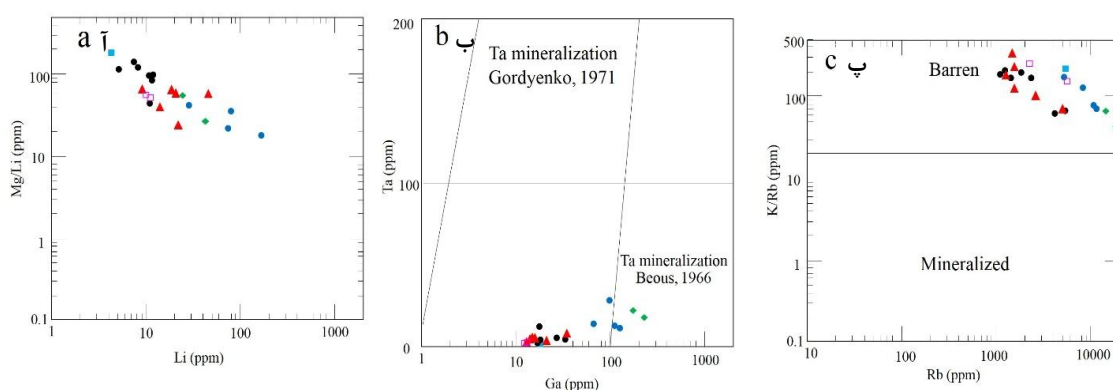 a آ
100
10
1
0.1
Mg/Li (ppm)
1
10
100
1000
Li (ppm)
b ب
200
100
0
Ta (ppm)
Ta mineralization
Gordyenko, 1971
Ta mineralization
Beous, 1966
1
10
100
1000
Ga (ppm)
c پ
500
100
10
1
0.1
K/Rb (ppm)
Barren
Mineralized
10
100
1000
10000
Rb (ppm)